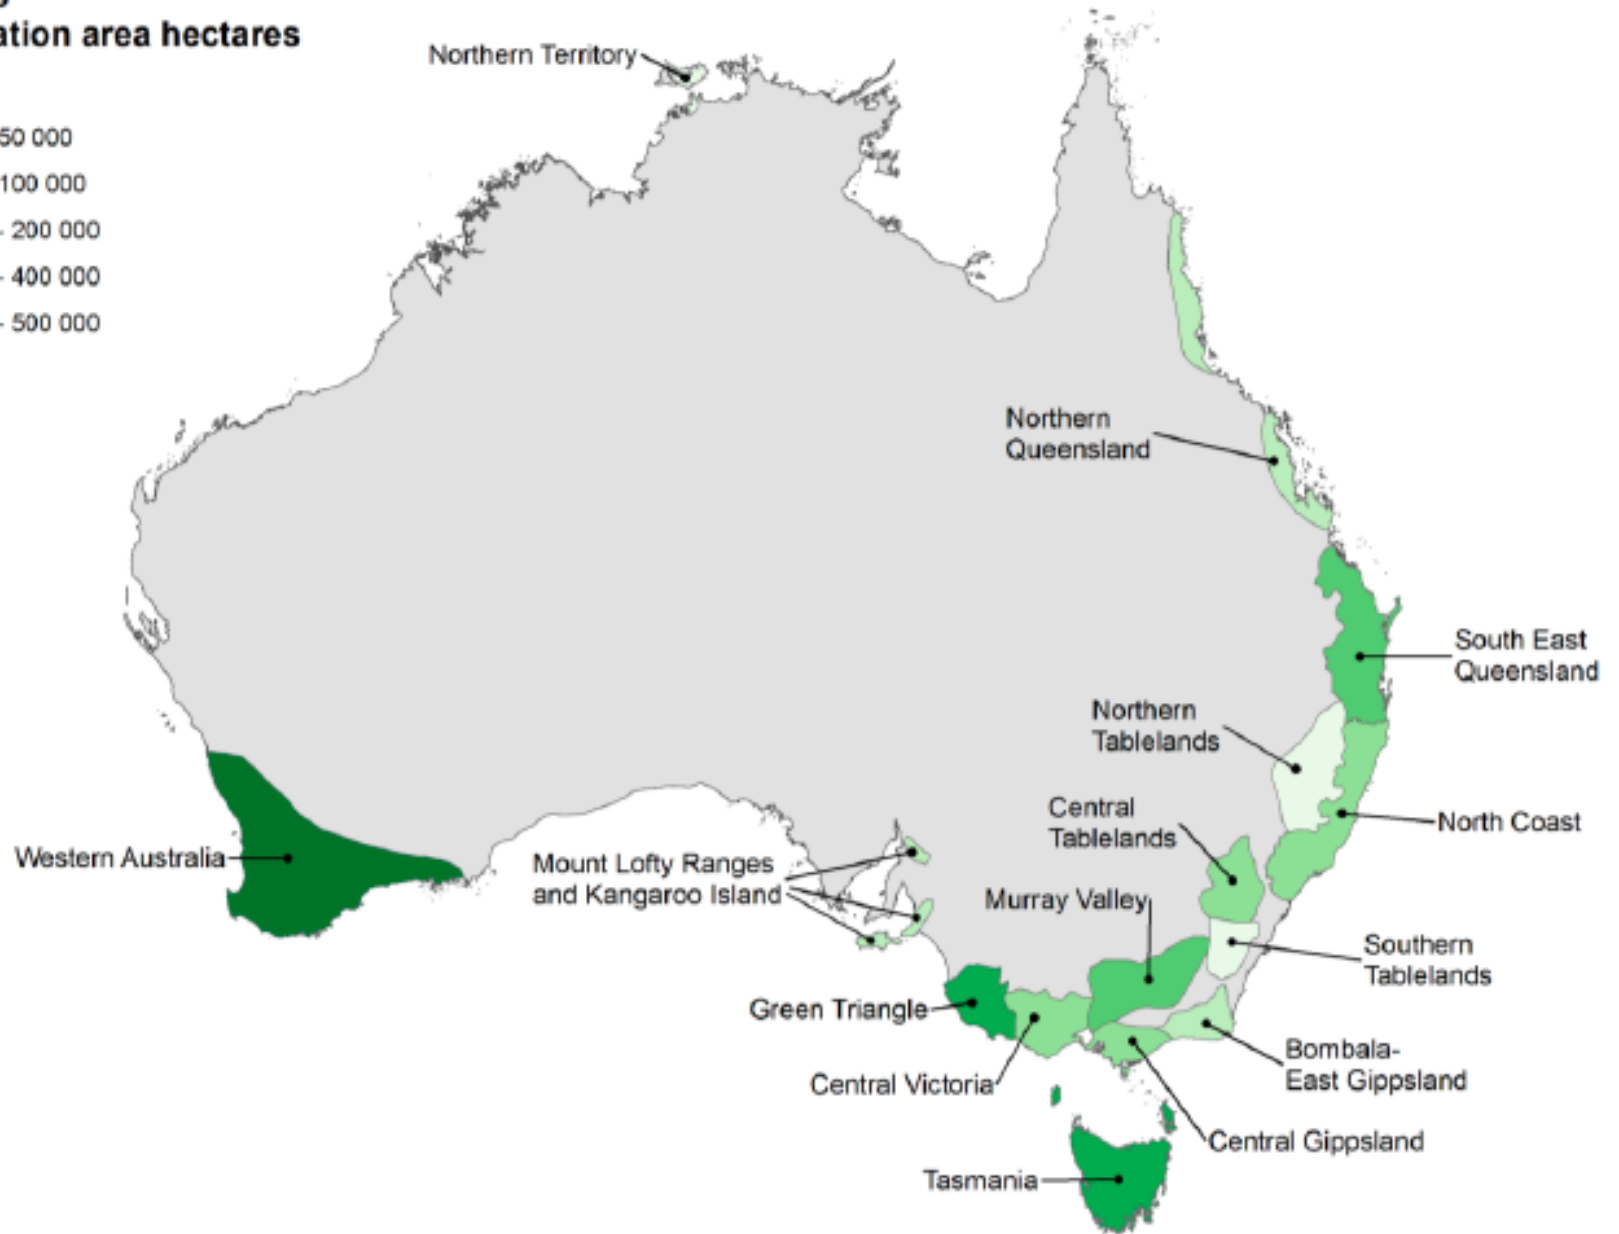 ation area hectares
50 000
100 000
- 200 000
- 400 000
- 500 000
Northern Territory
Northern
Queensland
South East
Queensland
Northern
Tablelands
Central
Tablelands
North Coast
Western Australia
Mount Lofty Ranges
and Kangaroo Island
Murray Valley
Southern
Tablelands
Green Triangle
Bombala-
East Gippsland
Central Victoria
Central Gippsland
Tasmania